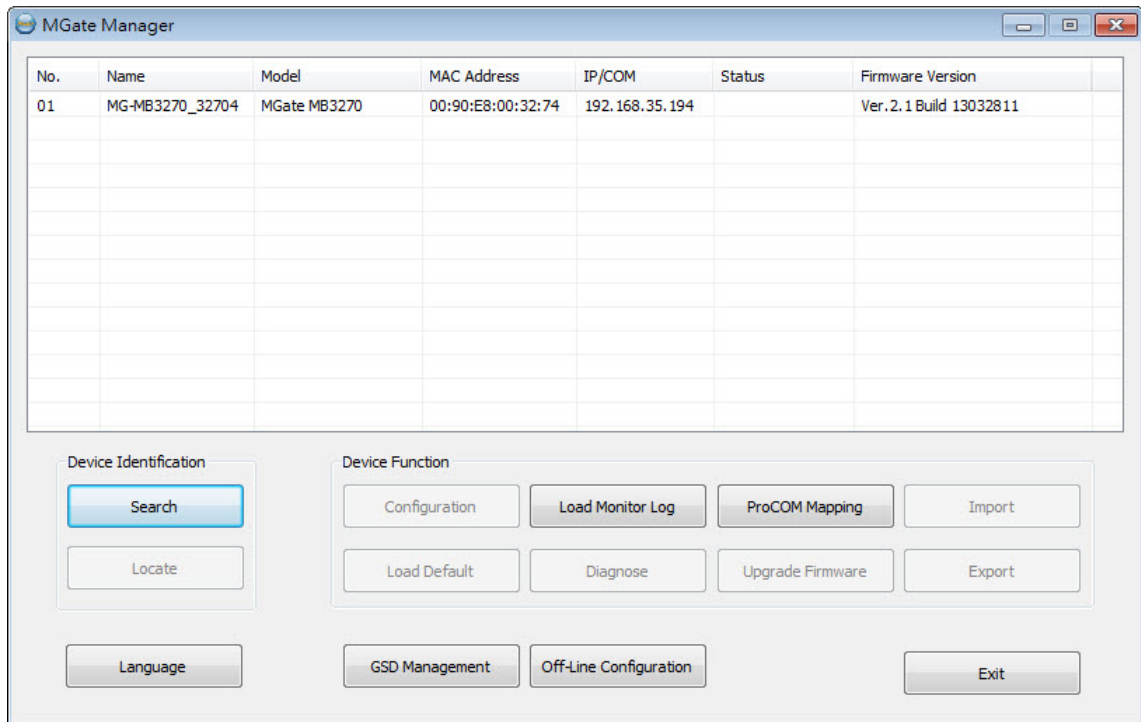 MGate Manager
No. Name Model MAC Address IP/COM Status Firmware Version
01 MG-MB3270_32704 MGate MB3270 00:90:E8:00:32:74 192.168.35.194 Ver.2.1 Build 13032811
Device Identification Device Function
Search Configuration Load Monitor Log ProCOM Mapping Import
Locate Load Default Diagnose Upgrade Firmware Export
Language GSD Management Off-Line Configuration Exit